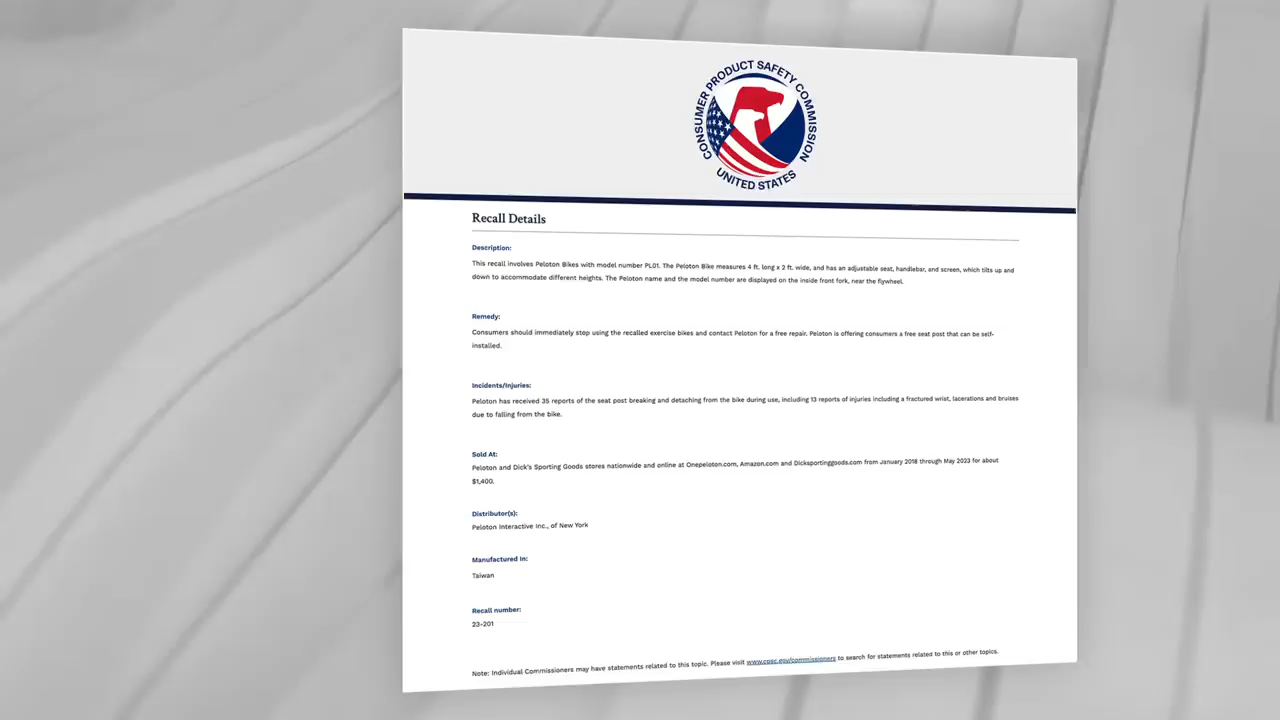 CONSUMER PRODUCT SAFETY COMMISSION
UNITED STATES
Recall Details
Description:
This recall involves Peloton Bikes with model number PL01. The Peloton Bike measures 4 ft. long x 2 ft. wide, and has an adjustable seat, handlebar, and screen, which tilts up and
down to accommodate different heights. The Peloton name and the model number are displayed on the inside front fork, near the flywheel.
Remedy:
Consumers should immediately stop using the recalled exercise bikes and contact Peloton for a free repair. Peloton is offering consumers a free seat post that can be self-
installed.
Incidents/Injuries:
Peloton has received 35 reports of the seat post breaking and detaching from the bike during use, including 13 reports of injuries including a fractured wrist, lacerations and bruises
due to falling from the bike.
Sold At:
Peloton and Dick's Sporting Goods stores nationwide and online at Onepeloton.com, Amazon.com and Dicksportinggoods.com from January 2018 through May 2023 for about
$1,400.
Distributor(s):
Peloton Interactive Inc., of New York
Manufactured In:
Taiwan
Recall number:
23-201
Note: Individual Commissioners may have statements related to this topic. Please visit www.cpsc.gov/commissioners to search for statements related to this or other topics.